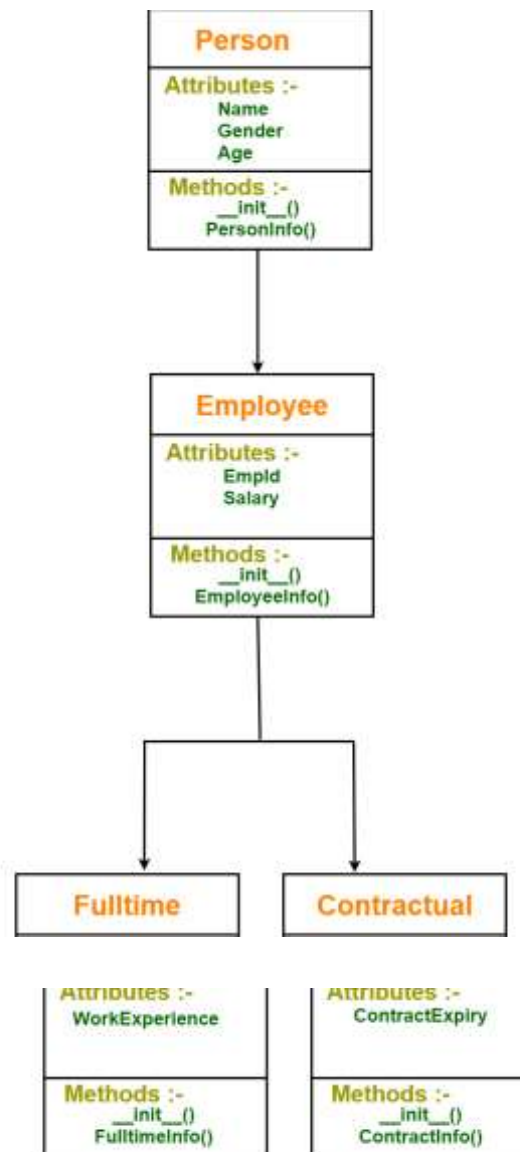 Person
Attributes :-
Name
Gender
Age
Methods :-
__init__()
PersonInfo()
Employee
Attributes :-
EmpId
Salary
Methods :-
__init__()
EmployeeInfo()
Fulltime
Contractual
Attributes :-
WorkExperience
Methods :-
__init__()
FulltimeInfo()
Attributes :-
ContractExpiry
Methods :-
__init__()
ContractInfo()